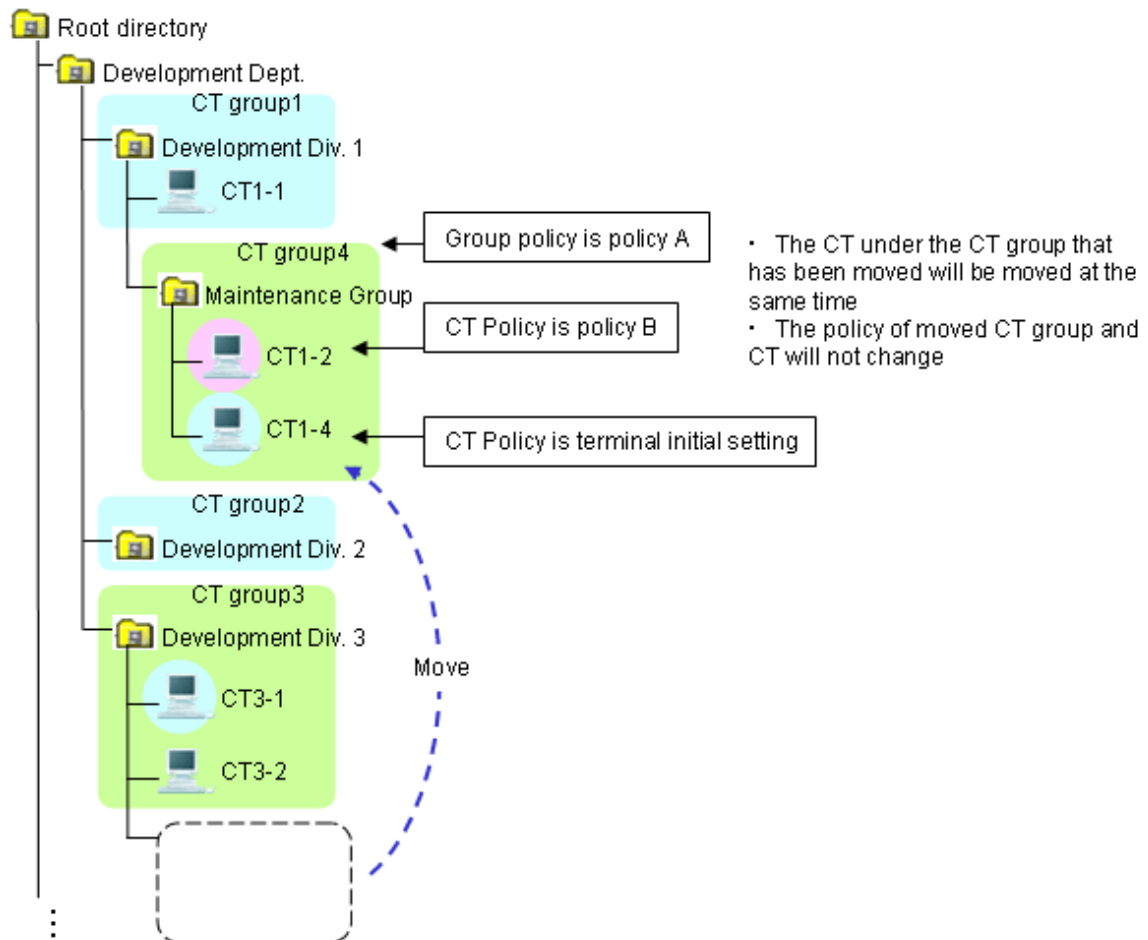 Root directory
Development Dept.
CT group1
Development Div. 1
CT1-1
CT group4
Maintenance Group
CT1-2
CT1-4
Group policy is policy A
CT Policy is policy B
CT Policy is terminal initial setting
・ The CT under the CT group that
has been moved will be moved at the
same time
・ The policy of moved CT group and
CT will not change
CT group2
Development Div. 2
CT group3
Development Div. 3
CT3-1
CT3-2
Move